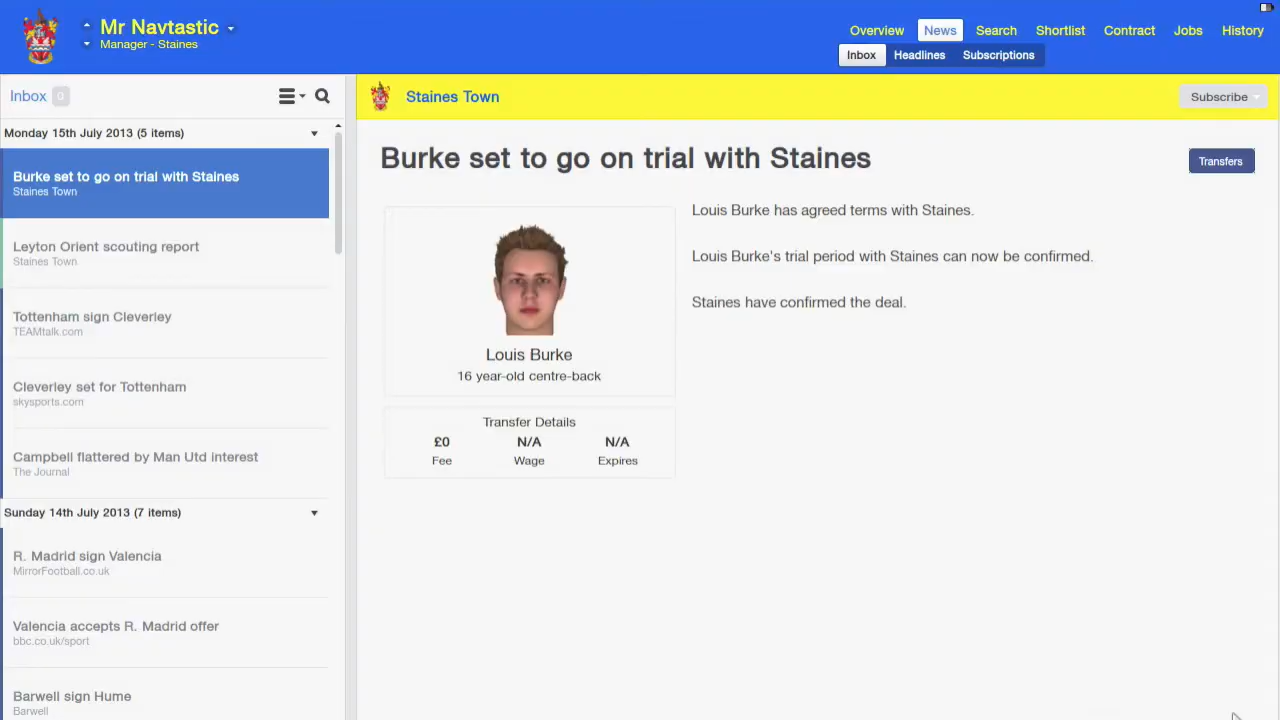 Mr Navtastic
Manager - Staines
Overview News Search Shortlist Contract Jobs History
Inbox Headlines Subscriptions
Inbox 0
Monday 15th July 2013 (5 items)
Burke set to go on trial with Staines
Staines Town
Leyton Orient scouting report
Staines Town
Tottenham sign Cleverley
TEAMtalk.com
Cleverley set for Tottenham
skysports.com
Campbell flattered by Man Utd interest
The Journal
Sunday 14th July 2013 (7 items)
R. Madrid sign Valencia
MirrorFootball.co.uk
Valencia accepts R. Madrid offer
bbc.co.uk/sport
Barwell sign Hume
Barwell
Staines Town
Subscribe
Burke set to go on trial with Staines
Transfers
Louis Burke
16 year-old centre-back
Transfer Details
£0 N/A N/A
Fee Wage Expires
Louis Burke has agreed terms with Staines.
Louis Burke's trial period with Staines can now be confirmed.
Staines have confirmed the deal.